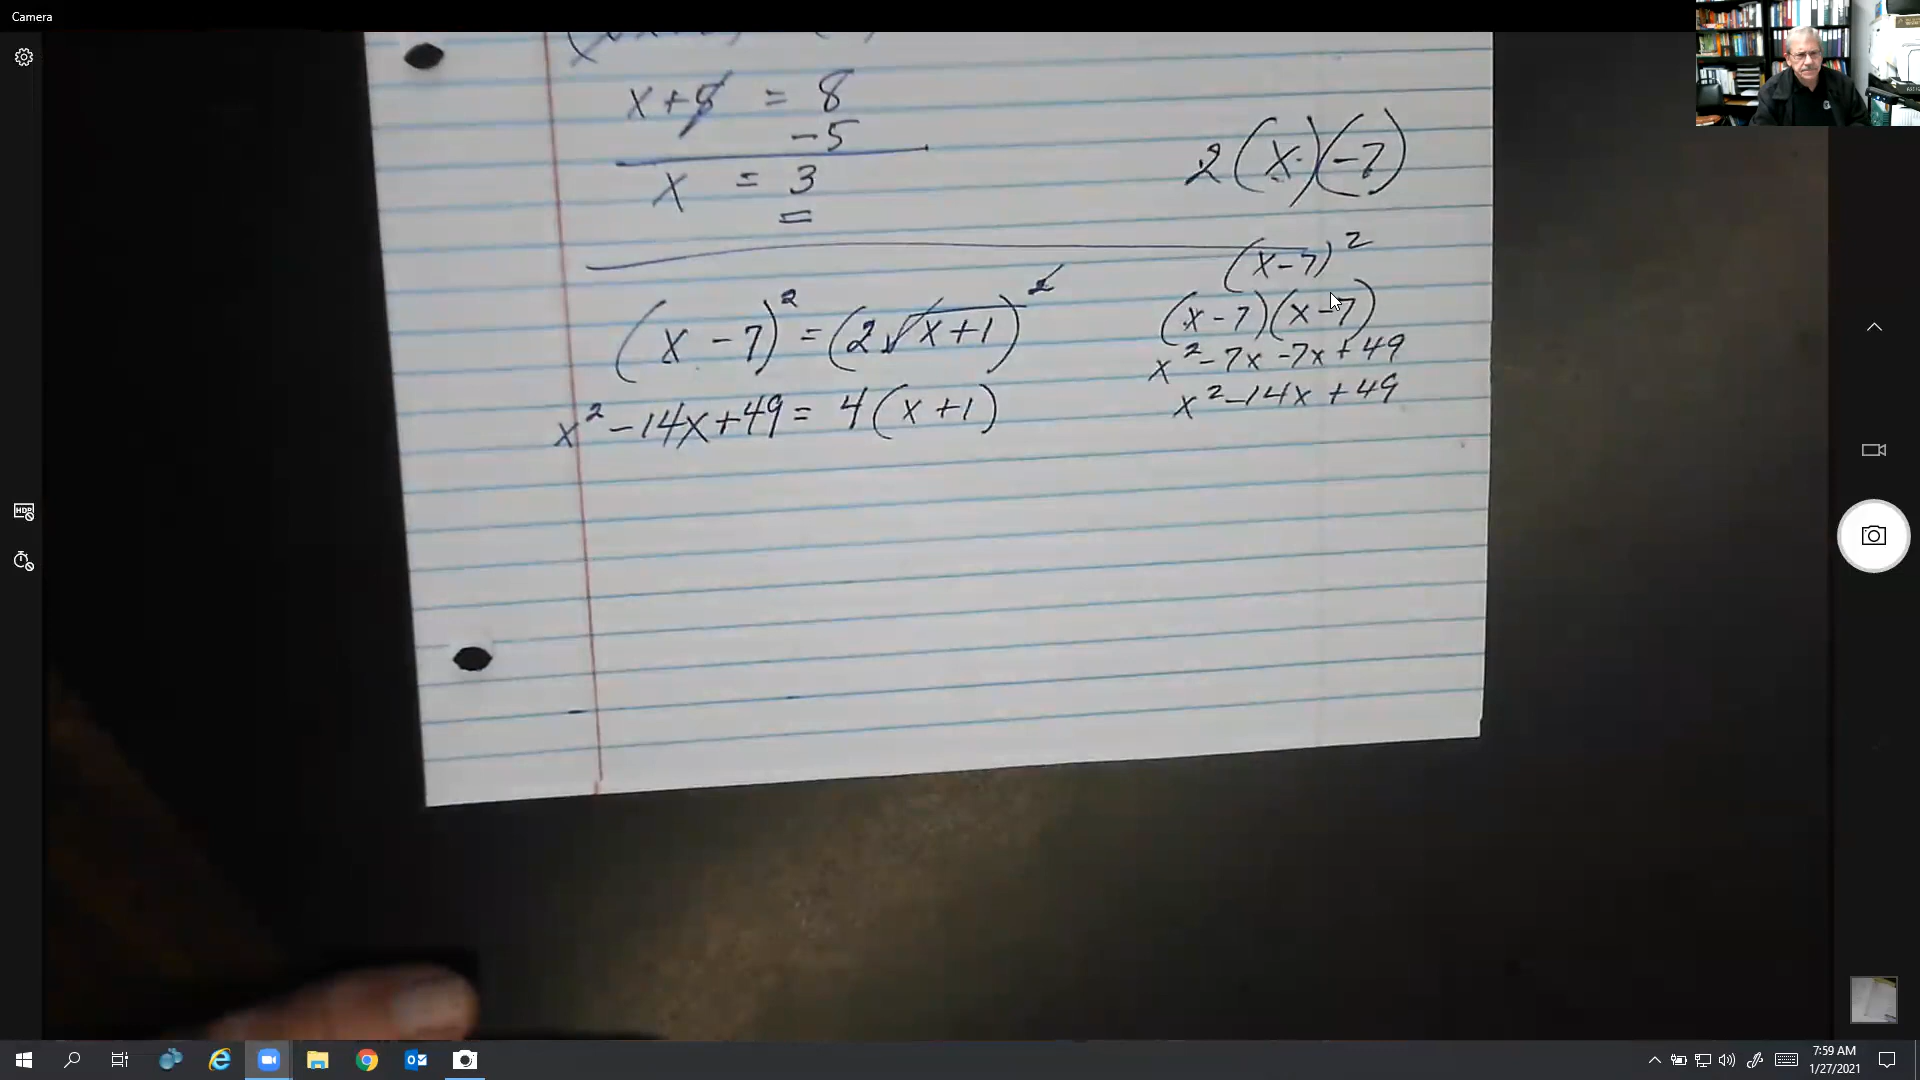 Camera
x + 5 = 8
- 5
x = 3
2(x)(-7)
(x - 7)²
(x - 7)² = (2√x+1)²
(x - 7)(x - 7)
x² - 7x - 7x + 49
x² - 14x + 49
x² - 14x + 49 = 4(x + 1)
HDR
7:59 AM
1/27/2021